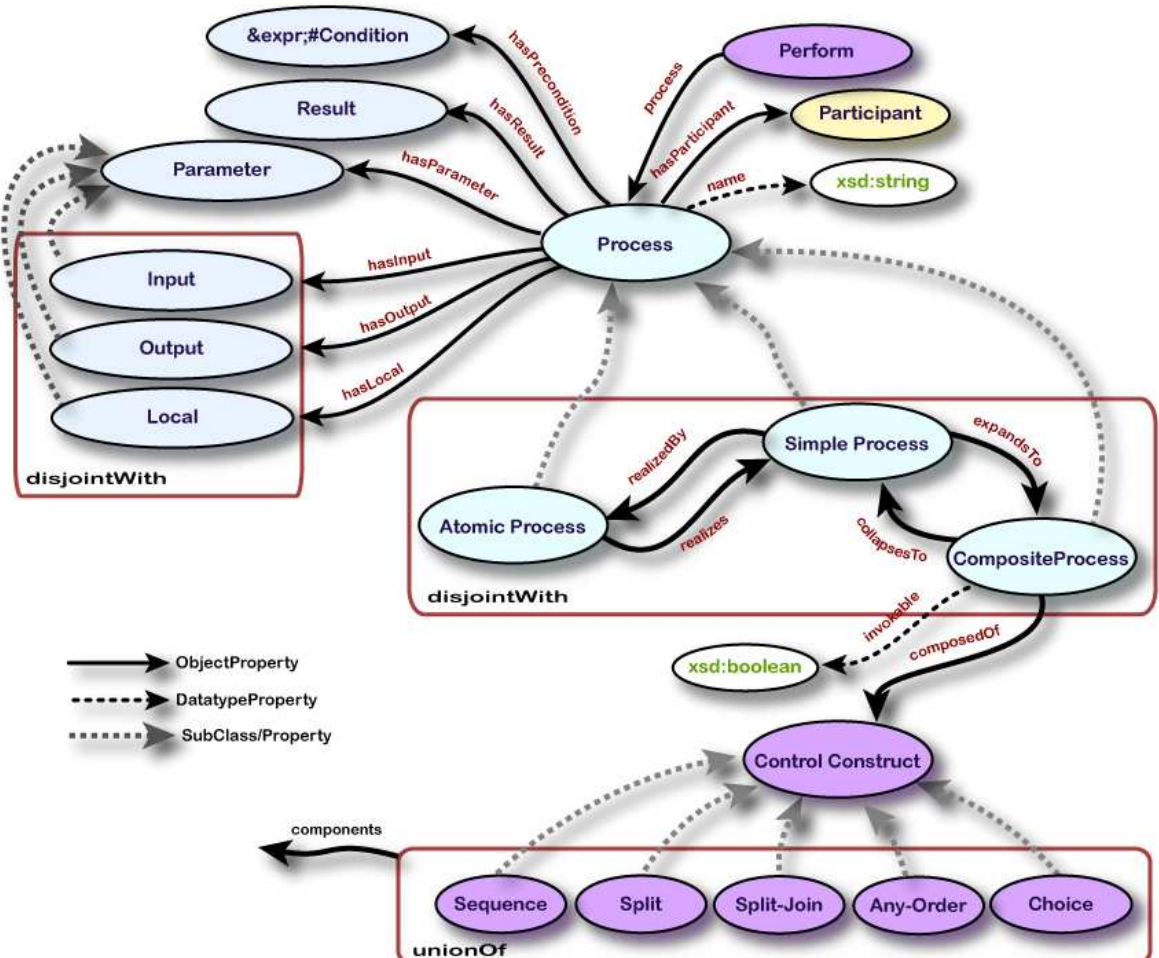 &expr;#Condition
hasPrecondition
process
Perform
Result
hasResult
hasParticipant
Participant
Parameter
hasParameter
name
xsd:string
Process
Input
hasInput
Output
hasOutput
Local
hasLocal
disjointWith
Simple Process
realizedBy
expandsTo
Atomic Process
realizes
collapsesTo
CompositeProcess
disjointWith
invokable
composedOf
xsd:boolean
ObjectProperty
DatatypeProperty
SubClass/Property
Control Construct
components
Sequence
Split
Split-Join
Any-Order
Choice
unionOf